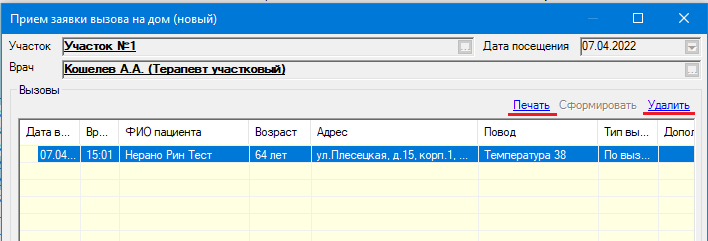 Прием заявки вызова на дом (новый)
Участок Участок №1 ... Дата посещения 07.04.2022
Врач Кошелев А.А. (Терапевт участковый) ...
Вызовы
Печать Сформировать Удалить
Дата в... Вр... ФИО пациента Возраст Адрес Повод Тип вы... Допол
07.04... 15:01 Нерано Рин Тест 64 лет ул.Плесецкая, д.15, корп.1, ... Температура 38 По выз...